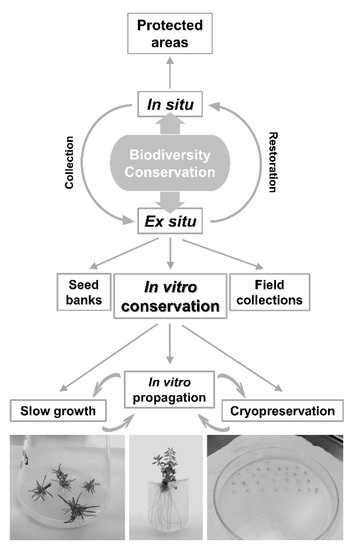 Protected
areas
In situ
Collection
Biodiversity
Conservation
Restoration
Ex situ
Seed
banks
In vitro
conservation
Field
collections
In vitro
propagation
Slow growth
Cryopreservation